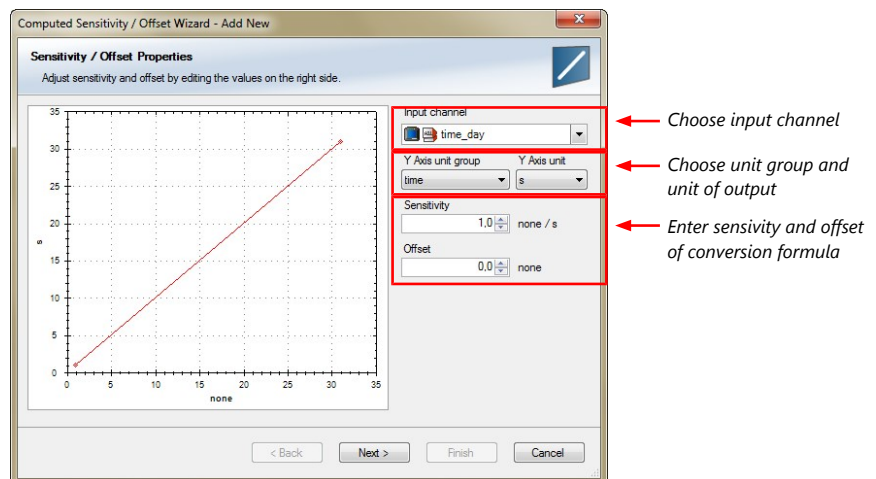 Computed Sensitivity / Offset Wizard - Add New
Sensitivity / Offset Properties
Adjust sensitivity and offset by editing the values on the right side.
35
30
25
20
15
10
5
0
s
0 5 10 15 20 25 30 35
none
Input channel
time_day
Y Axis unit group Y Axis unit
time s
Sensitivity
1,0 none / s
Offset
0,0 none
< Back Next > Finish Cancel
Choose input channel
Choose unit group and
unit of output
Enter sensivity and offset
of conversion formula